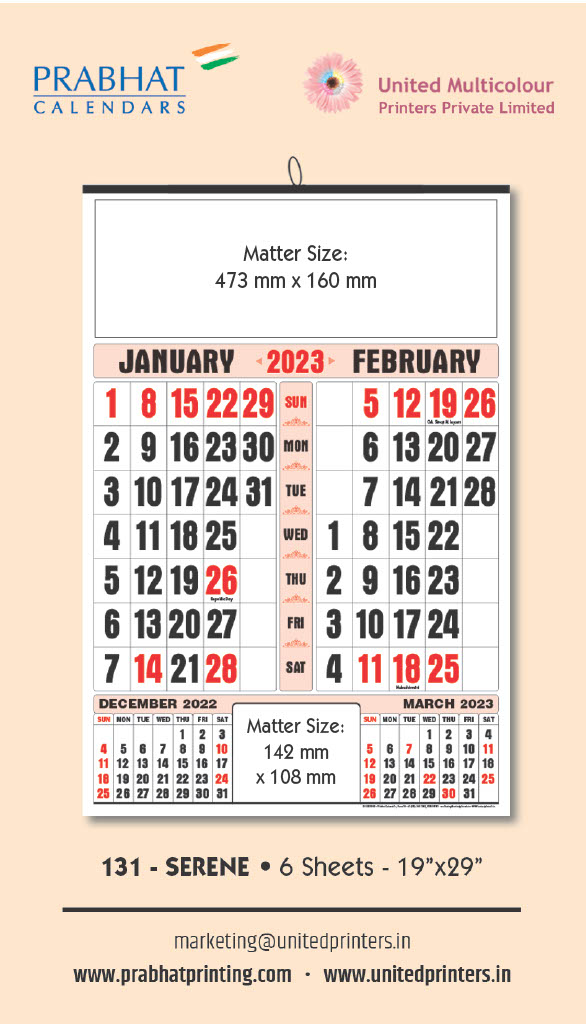 PRABHAT
CALENDARS
United Multicolour
Printers Private Limited
Matter Size:
473 mm x 160 mm
JANUARY 2023 FEBRUARY
1 8 15 22 29 SUN 5 12 19 26
2 9 16 23 30 MON 6 13 20 27
3 10 17 24 31 TUE 7 14 21 28
4 11 18 25 WED 1 8 15 22
5 12 19 26 THU 2 9 16 23
6 13 20 27 FRI 3 10 17 24
7 14 21 28 SAT 4 11 18 25
DECEMBER 2022
SUN MON TUE WED THU FRI SAT
1 2 3
4 5 6 7 8 9 10
11 12 13 14 15 16 17
18 19 20 21 22 23 24
25 26 27 28 29 30 31
Matter Size:
142 mm
x 108 mm
MARCH 2023
SUN MON TUE WED THU FRI SAT
1 2 3 4
5 6 7 8 9 10 11
12 13 14 15 16 17 18
19 20 21 22 23 24 25
26 27 28 29 30 31
131 - SERENE • 6 Sheets - 19”x29”
marketing@unitedprinters.in
www.prabhatprinting.com · www.unitedprinters.in